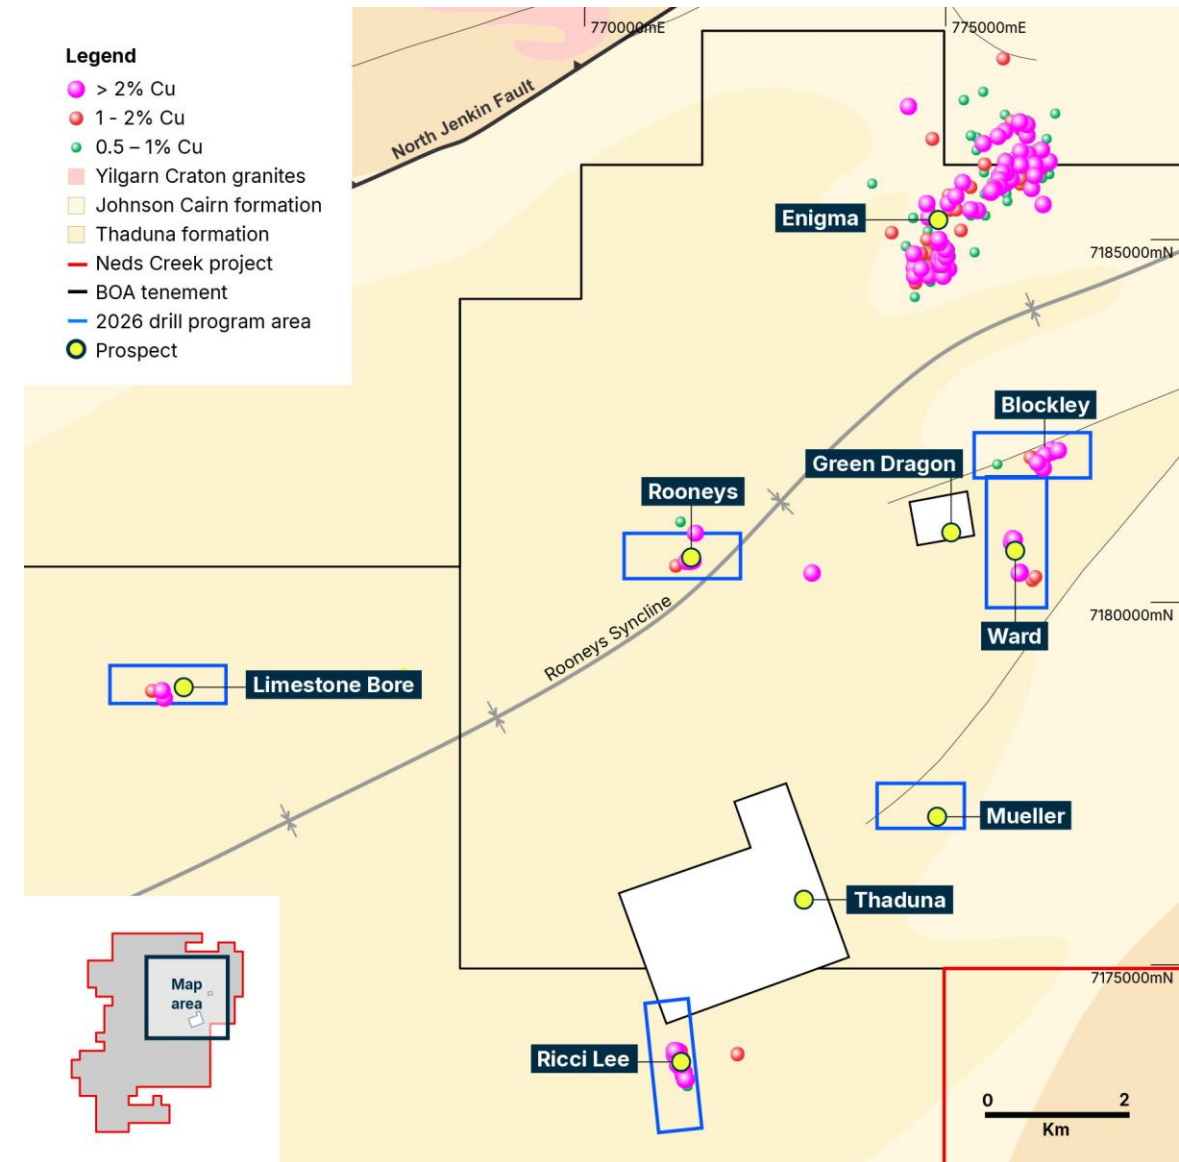 770000mE
775000mE
Legend
> 2% Cu
1 - 2% Cu
0.5 – 1% Cu
Yilgarn Craton granites
Johnson Cairn formation
Thaduna formation
Neds Creek project
BOA tenement
2026 drill program area
Prospect
North Jenkin Fault
Enigma
7185000mN
Blockley
Green Dragon
Rooneys
7180000mN
Ward
Rooneys Syncline
Limestone Bore
Mueller
Thaduna
7175000mN
Map
area
Ricci Lee
0 2
Km